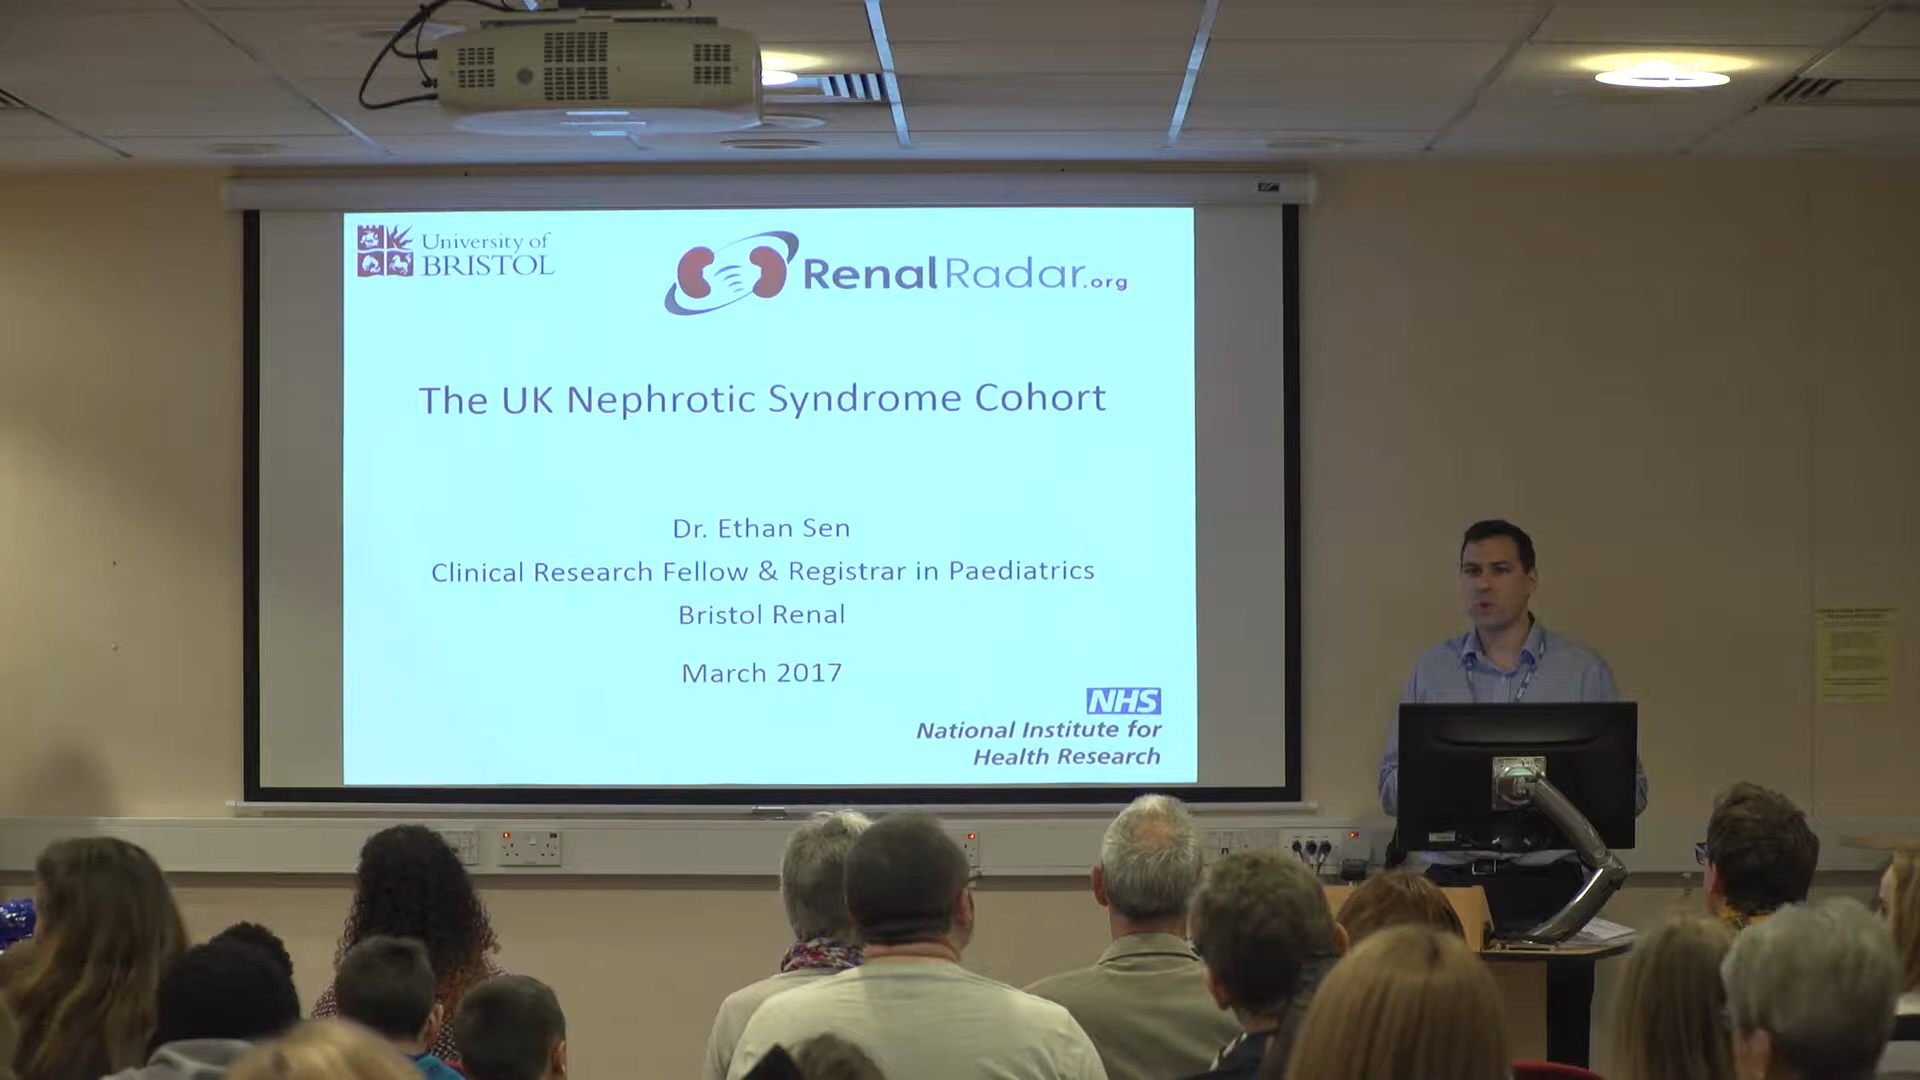 University of
BRISTOL
RenalRadar.org
The UK Nephrotic Syndrome Cohort
Dr. Ethan Sen
Clinical Research Fellow & Registrar in Paediatrics
Bristol Renal
March 2017
NHS
National Institute for
Health Research